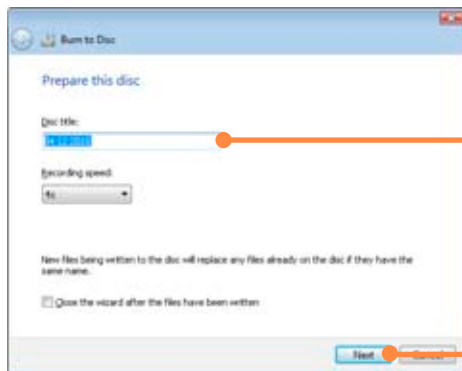 Burn to Disc
Prepare this disc
Disc title:
Recording speed:
4x
New files being written to the disc will replace any files already on the disc if they have the
same name.
Close the wizard after the files have been written
Next Cancel